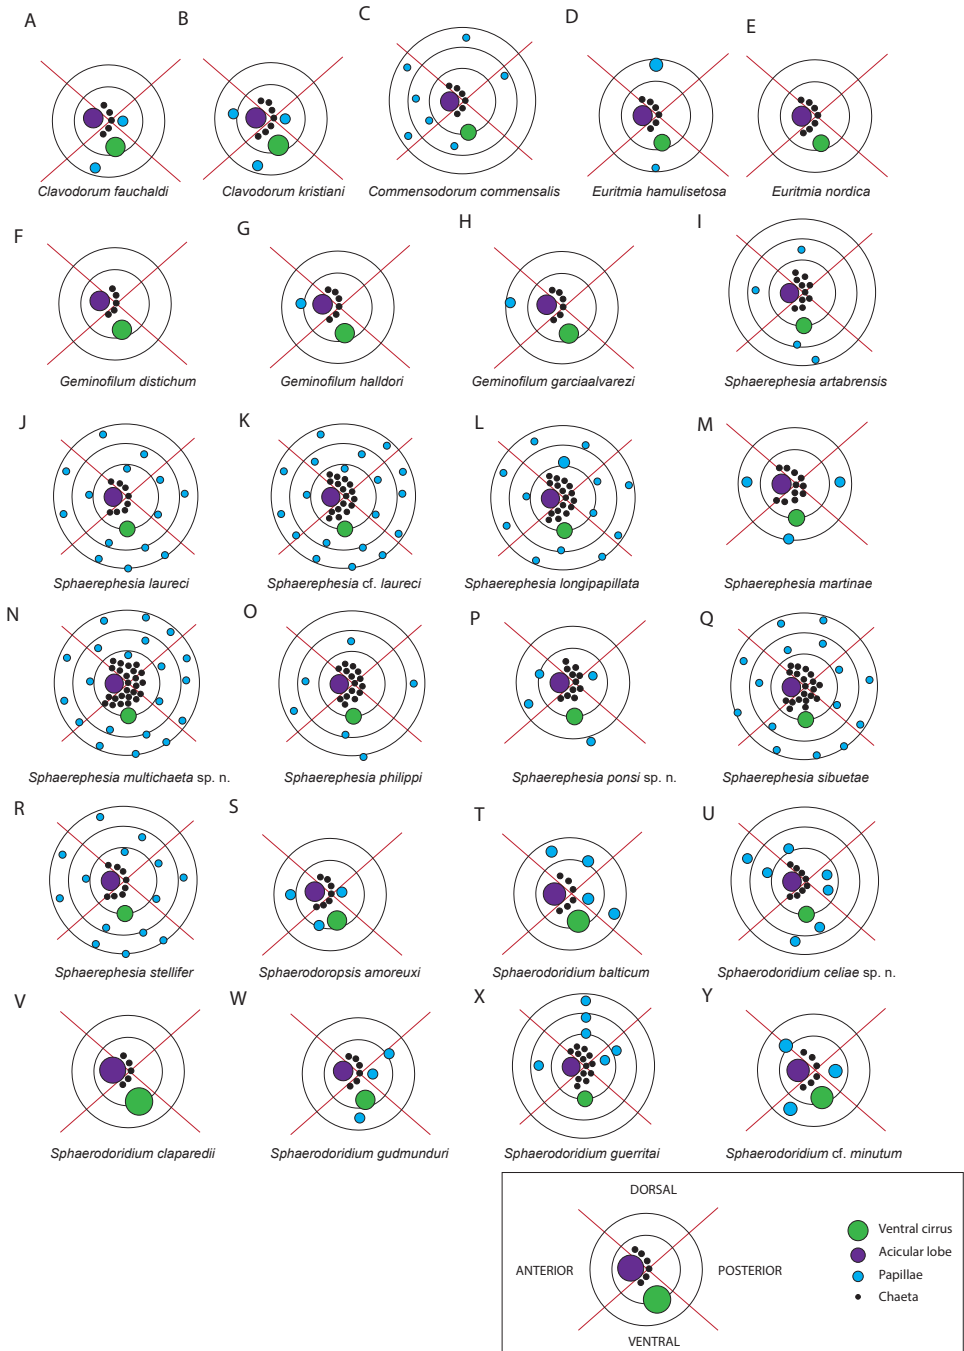 A
B
C
D
E
Clavodorum fauchaldi
Clavodorum kristiani
Commensodorum commensalis
Euritmia hamulisetosa
Euritmia nordica
F
G
H
I
Geminofilum distichum
Geminofilum halldori
Geminofilum garciaalvarezi
Sphaerephesia artabrensis
J
K
L
M
Sphaerephesia laureci
Sphaerephesia cf. laureci
Sphaerephesia longipapillata
Sphaerephesia martinae
N
O
P
Q
Sphaerephesia multichaeta sp. n.
Sphaerephesia philippi
Sphaerephesia ponsi sp. n.
Sphaerephesia sibuetae
R
S
T
U
Sphaerephesia stellifer
Sphaerodoropsis amoreuxi
Sphaerodoridium balticum
Sphaerodoridium celiae sp. n.
V
W
X
Y
Sphaerodoridium claparedii
Sphaerodoridium gudmunduri
Sphaerodoridium guerritai
Sphaerodoridium cf. minutum
DORSAL
ANTERIOR
POSTERIOR
VENTRAL
Ventral cirrus
Acicular lobe
Papillae
Chaeta